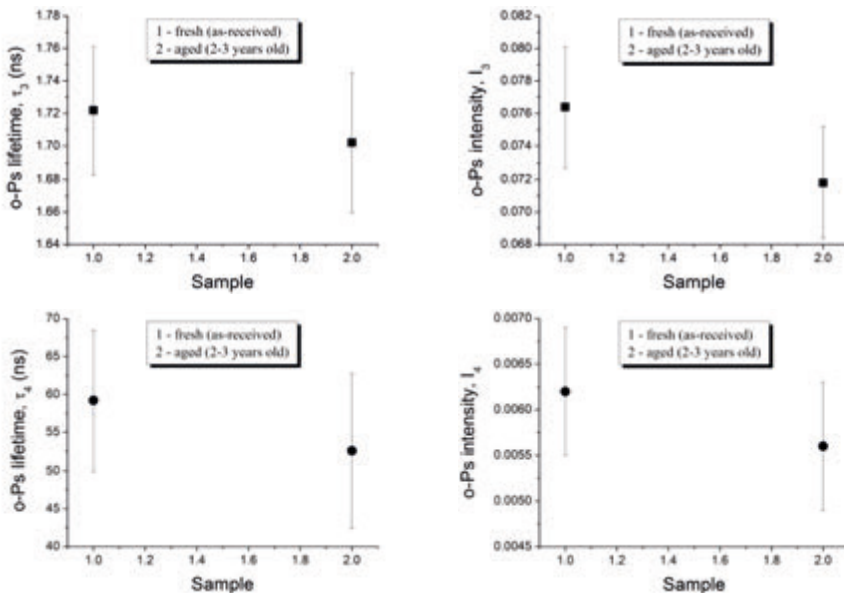 1.78
1.76
1.74
1.72
1.70
1.68
1.66
1.64
o-Ps lifetime, τ3 (ns)
1 - fresh (as-received)
2 - aged (2-3 years old)
1.0 1.2 1.4 1.6 1.8 2.0
Sample
0.082
0.080
0.078
0.076
0.074
0.072
0.070
0.068
o-Ps intensity, I3
1 - fresh (as-received)
2 - aged (2-3 years old)
1.0 1.2 1.4 1.6 1.8 2.0
Sample
70
65
60
55
50
45
40
o-Ps lifetime, τ4 (ns)
1 - fresh (as-received)
2 - aged (2-3 years old)
1.0 1.2 1.4 1.6 1.8 2.0
Sample
0.0070
0.0065
0.0060
0.0055
0.0050
0.0045
o-Ps intensity, I4
1 - fresh (as-received)
2 - aged (2-3 years old)
1.0 1.2 1.4 1.6 1.8 2.0
Sample